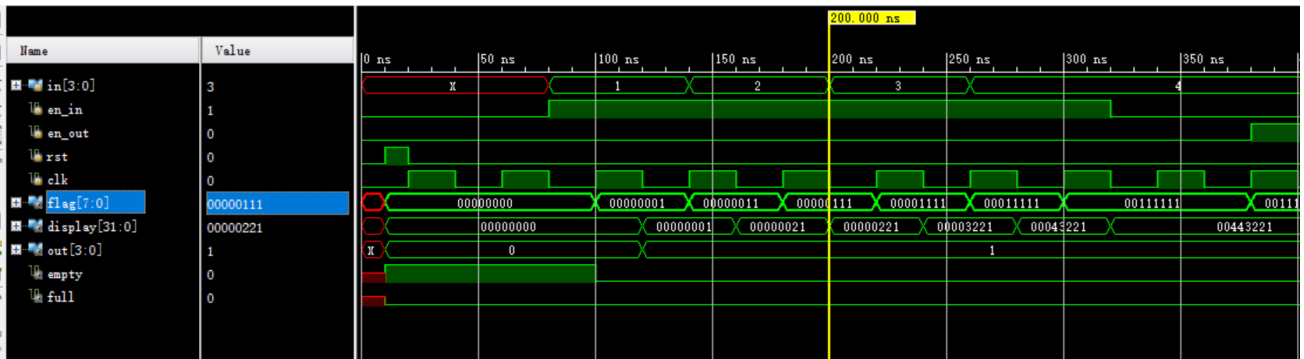 200.000 ns
Name Value
0 ns 50 ns 100 ns 150 ns 200 ns 250 ns 300 ns 350 ns
in[3:0] 3 X 1 2 3 4
en_in 1
en_out 0
rst 0
clk 0
flag[7:0] 00000111 00000000 00000001 00000011 00000111 00001111 00011111 00111111 00111
display[31:0] 00000221 00000000 00000001 00000021 00000221 00003221 00043221 00443221
out[3:0] 1 X 0 1
empty 0
full 0